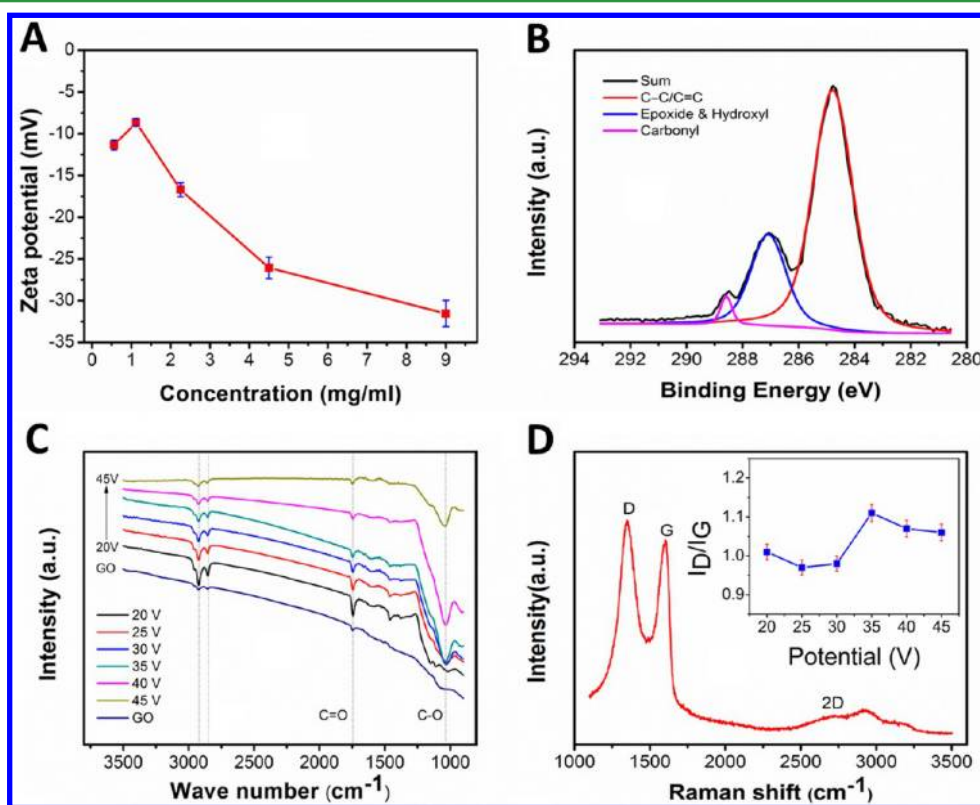 A
Zeta potential (mV)
0
-5
-10
-15
-20
-25
-30
-35
0 1 2 3 4 5 6 7 8 9
Concentration (mg/ml)
B
Intensity (a.u.)
Sum
C–C/C=C
Epoxide & Hydroxyl
Carbonyl
294 292 290 288 286 284 282 280
Binding Energy (eV)
C
Intensity (a.u.)
45V
20V
GO
20 V
25 V
30 V
35 V
40 V
45 V
GO
C=O
C-O
3500 3000 2500 2000 1500 1000
Wave number (cm-1)
D
Intensity(a.u.)
D
G
2D
ID/IG
1.2
1.1
1.0
0.9
20 25 30 35 40 45
Potential (V)
1000 1500 2000 2500 3000 3500
Raman shift (cm-1)